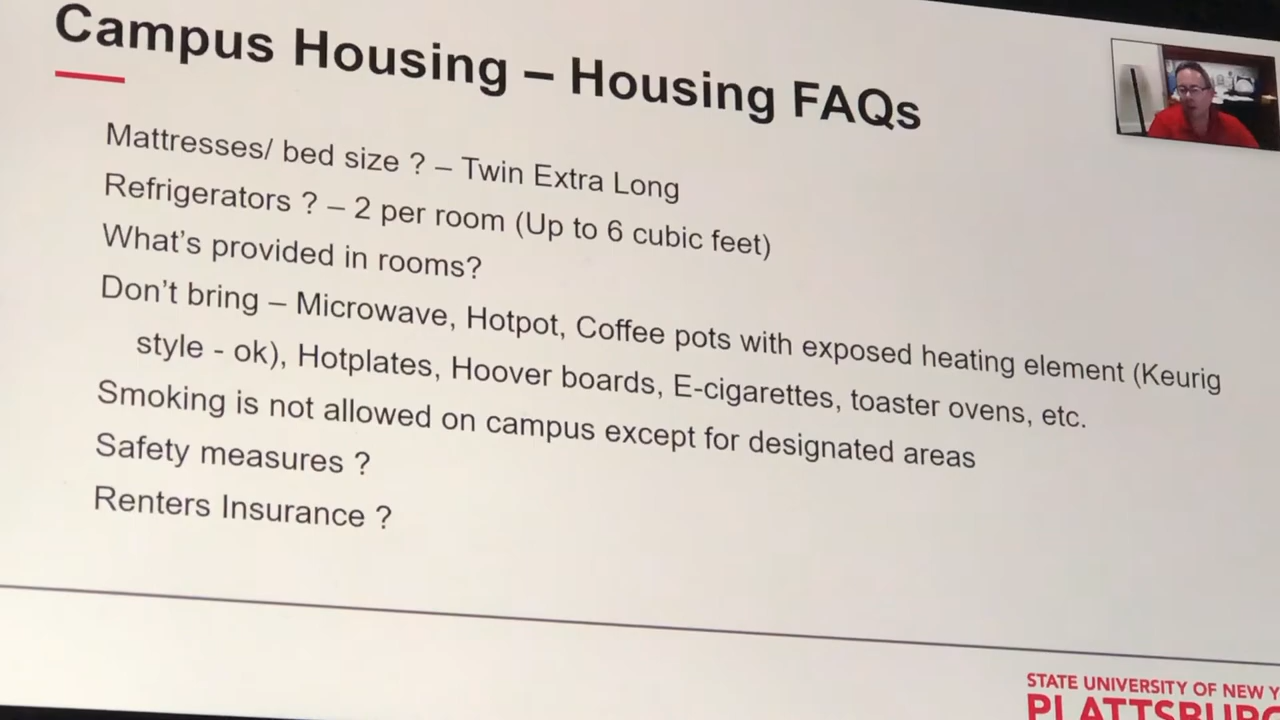 Campus Housing – Housing FAQs
Mattresses/ bed size ? – Twin Extra Long
Refrigerators ? – 2 per room (Up to 6 cubic feet)
What's provided in rooms?
Don't bring – Microwave, Hotpot, Coffee pots with exposed heating element (Keurig
style - ok), Hotplates, Hoover boards, E-cigarettes, toaster ovens, etc.
Smoking is not allowed on campus except for designated areas
Safety measures ?
Renters Insurance ?
STATE UNIVERSITY OF NEW Y
PLATTSBURG